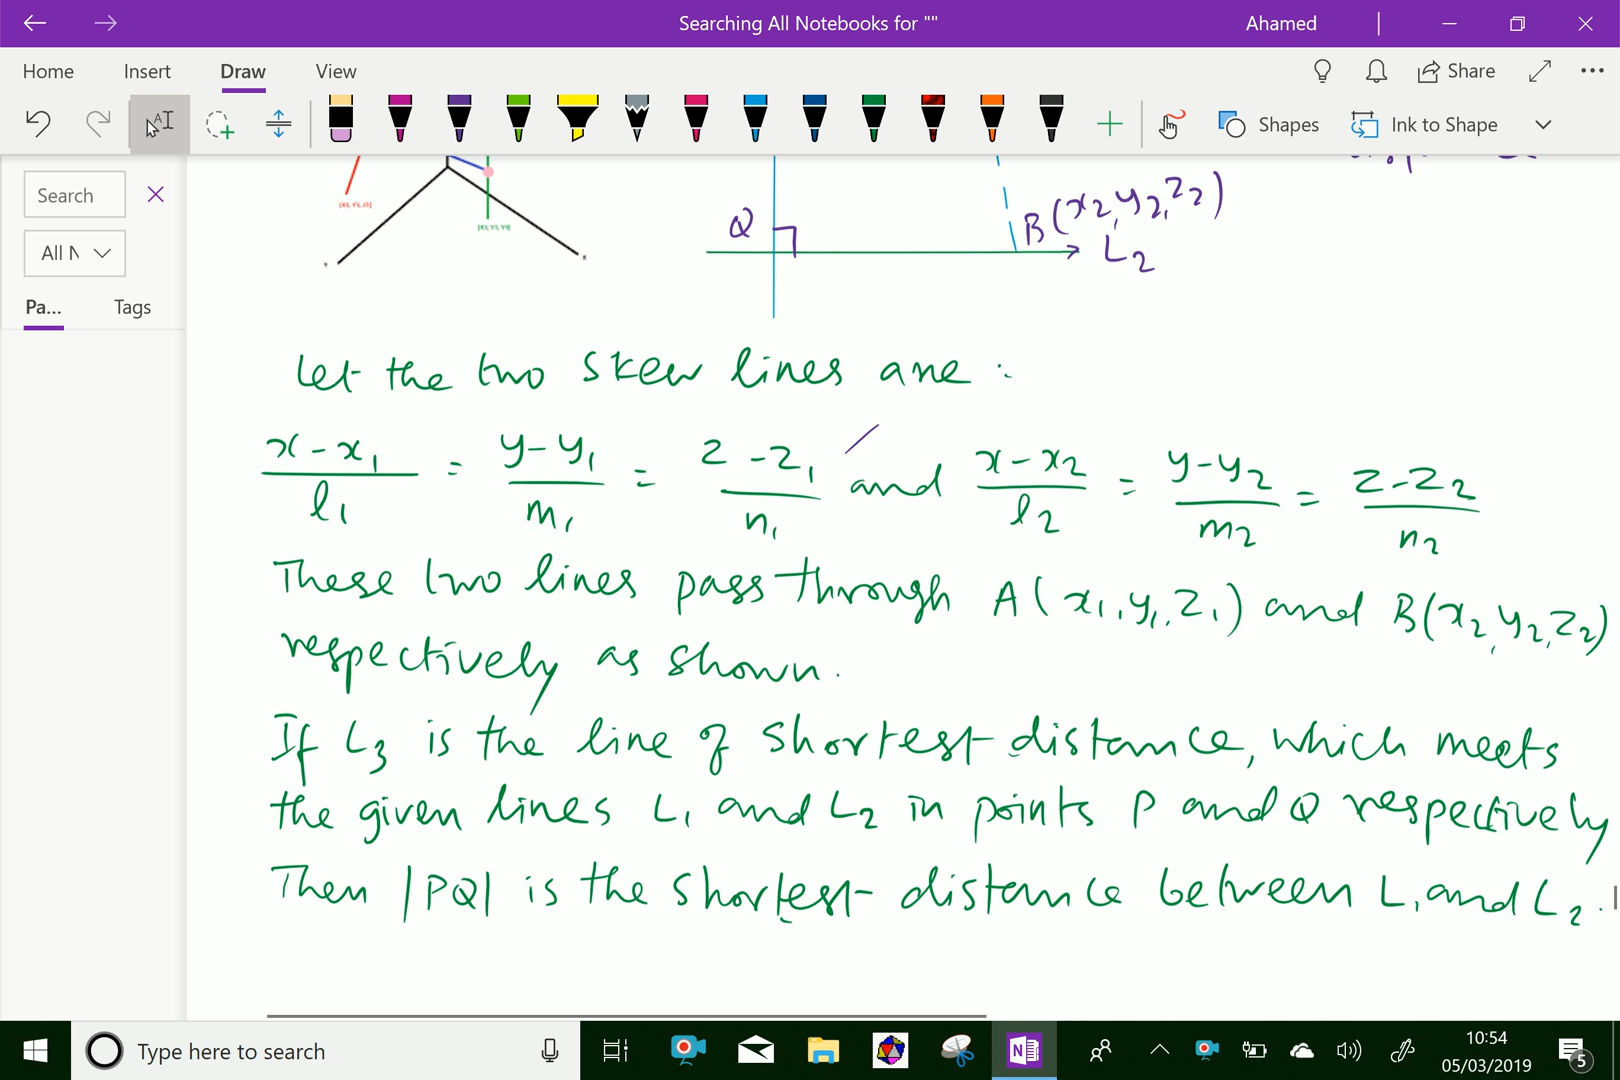 Searching All Notebooks for ""
Ahamed
Home Insert Draw View
Share
Shapes
Ink to Shape
Search
All N
Pa...
Tags
Q
B(x₂,y₂,z₂)
L₂
Let the two skew lines are :
x-x₁/l₁ = y-y₁/m₁ = z-z₁/n₁ and x-x₂/l₂ = y-y₂/m₂ = z-z₂/n₂
These two lines pass through A(x₁,y₁,z₁) and B(x₂,y₂,z₂)
respectively as shown.
If L₃ is the line of shortest distance, which meets
the given lines L₁ and L₂ in points P and Q respectively
Then |PQ| is the shortest distance between L₁ and L₂.
Type here to search
10:54
05/03/2019
5